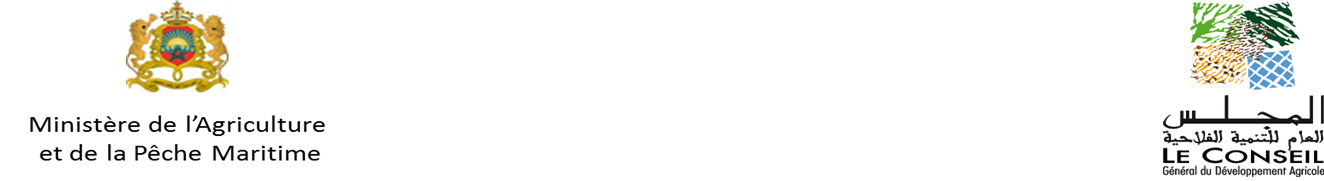 Ministère de l'Agriculture
et de la Pêche Maritime
المجلس
العام للتنمية الفلاحية
LE CONSEIL
Général du Développement Agricole